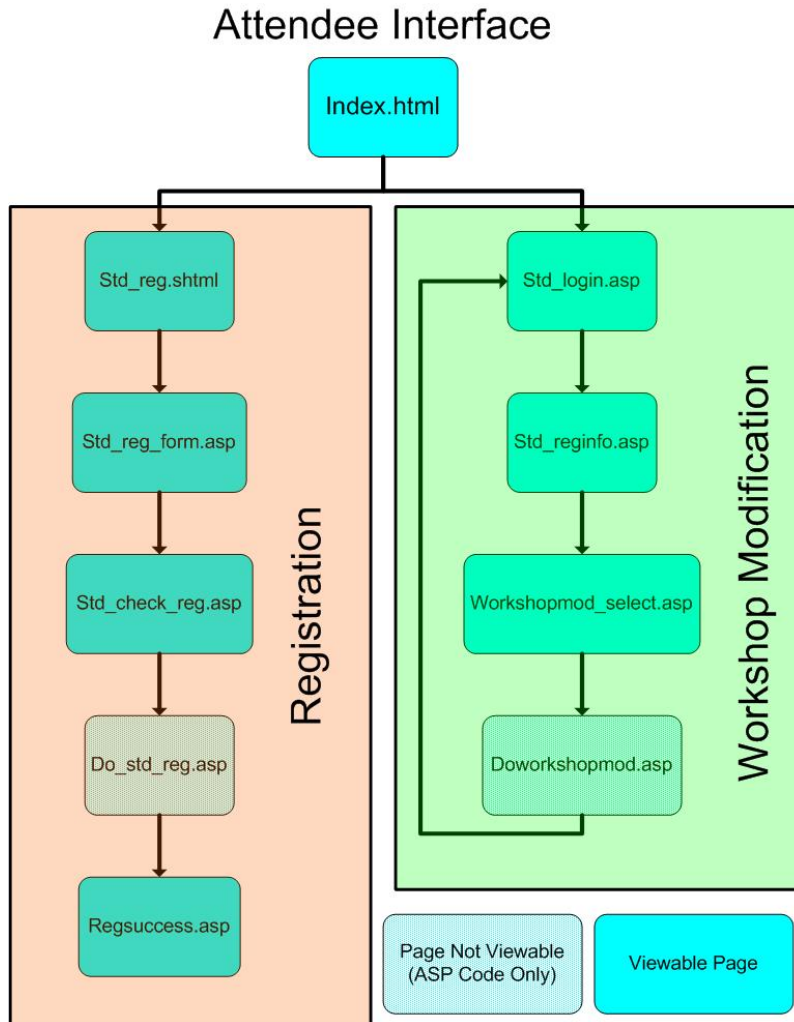 Attendee Interface
Index.html
Std_reg.shtml
Std_reg_form.asp
Std_check_reg.asp
Do_std_reg.asp
Regsuccess.asp
Registration
Std_login.asp
Std_reginfo.asp
Workshopmod_select.asp
Doworkshopmod.asp
Workshop Modification
Page Not Viewable
(ASP Code Only)
Viewable Page